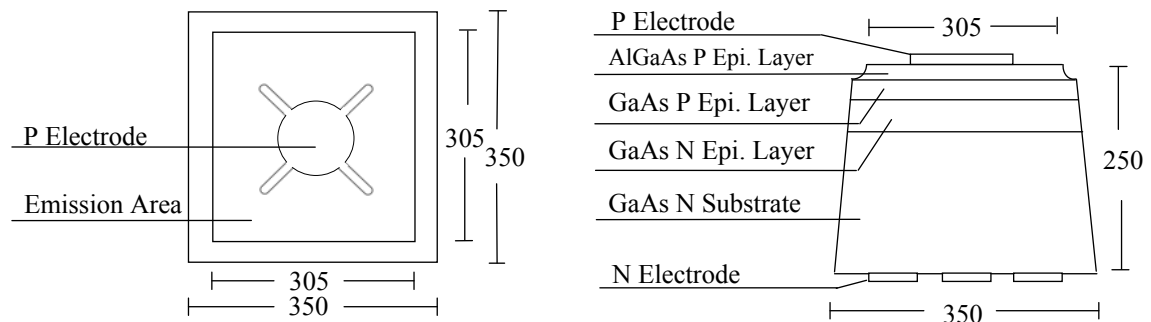 P Electrode
Emission Area
305
350
305
350
P Electrode
AlGaAs P Epi. Layer
GaAs P Epi. Layer
GaAs N Epi. Layer
GaAs N Substrate
N Electrode
305
250
350